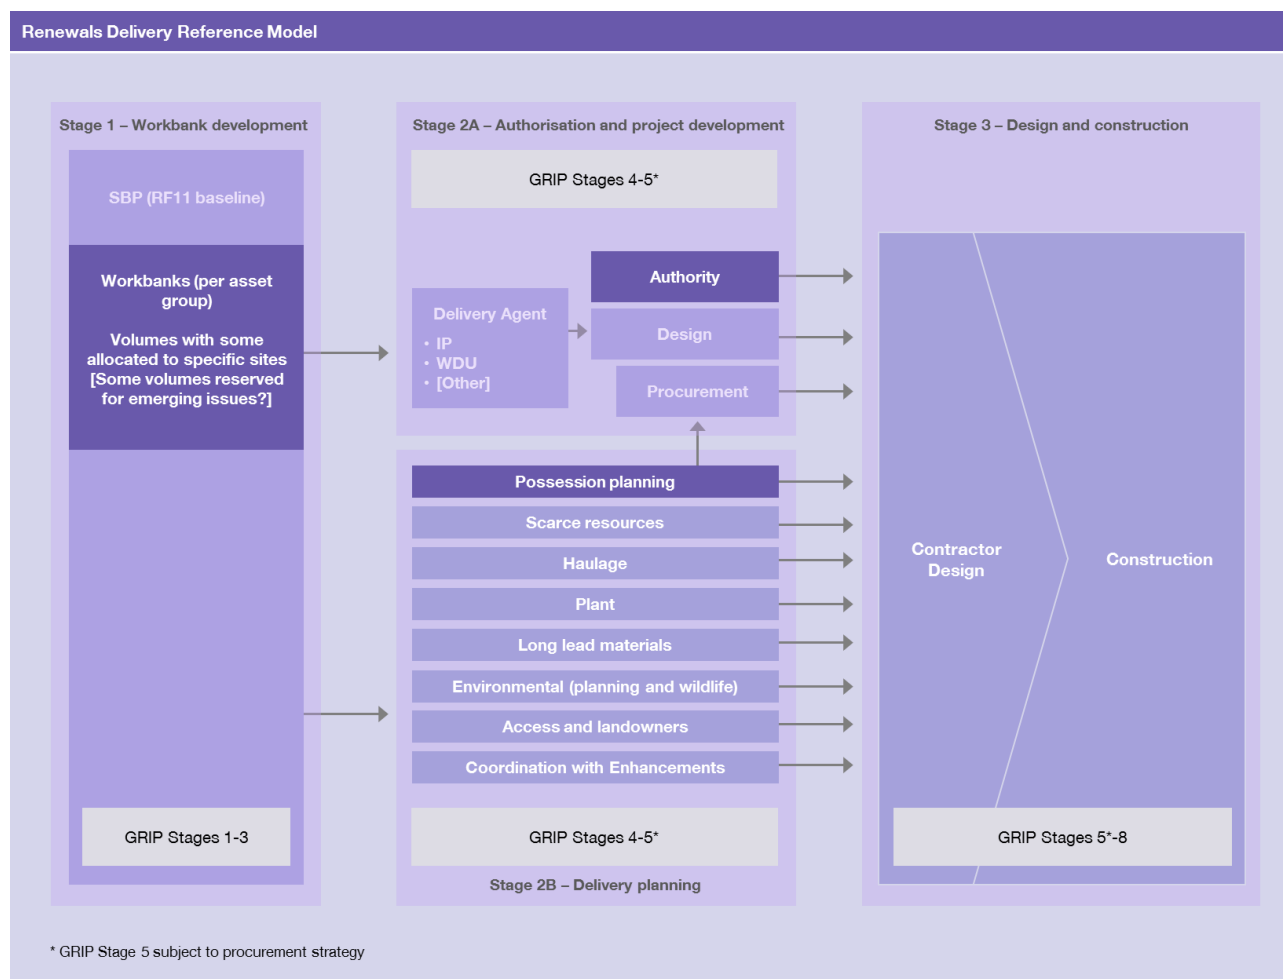 Renewals Delivery Reference Model
Stage 1 – Workbank development
SBP (RF11 baseline)
Workbanks (per asset
group)
Volumes with some
allocated to specific sites
[Some volumes reserved
for emerging issues?]
GRIP Stages 1-3
Stage 2A – Authorisation and project development
GRIP Stages 4-5*
Delivery Agent
• IP
• WDU
• [Other]
Authority
Design
Procurement
Possession planning
Scarce resources
Haulage
Plant
Long lead materials
Environmental (planning and wildlife)
Access and landowners
Coordination with Enhancements
GRIP Stages 4-5*
Stage 2B – Delivery planning
Stage 3 – Design and construction
Contractor
Design
Construction
GRIP Stages 5*-8
* GRIP Stage 5 subject to procurement strategy